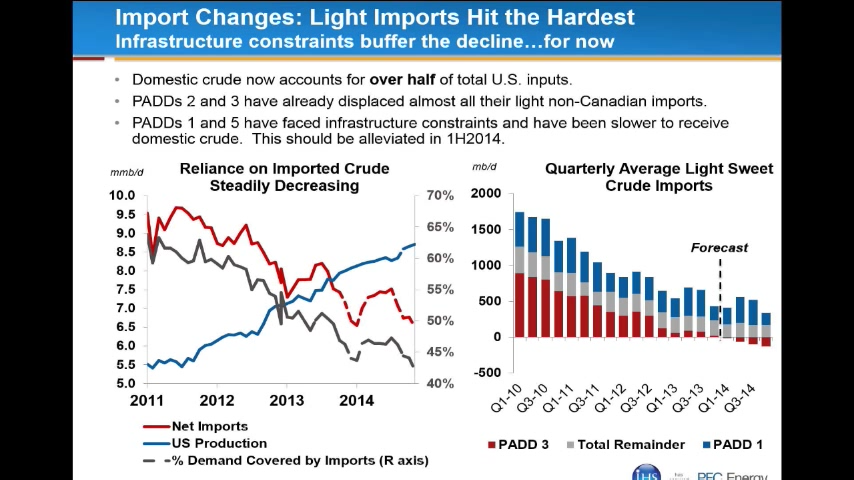 Import Changes: Light Imports Hit the Hardest
Infrastructure constraints buffer the decline…for now
• Domestic crude now accounts for over half of total U.S. inputs.
• PADDs 2 and 3 have already displaced almost all their light non-Canadian imports.
• PADDs 1 and 5 have faced infrastructure constraints and have been slower to receive
domestic crude. This should be alleviated in 1H2014.
mmb/d
Reliance on Imported Crude
Steadily Decreasing
10.0
9.5
9.0
8.5
8.0
7.5
7.0
6.5
6.0
5.5
5.0
70%
65%
60%
55%
50%
45%
40%
2011 2012 2013 2014
Net Imports
US Production
% Demand Covered by Imports (R axis)
mb/d
Quarterly Average Light Sweet
Crude Imports
2000
1500
1000
500
0
-500
Forecast
Q1-10 Q3-10 Q1-11 Q3-11 Q1-12 Q3-12 Q1-13 Q3-13 Q1-14 Q3-14
PADD 3 Total Remainder PADD 1
IHS
PFC Energy